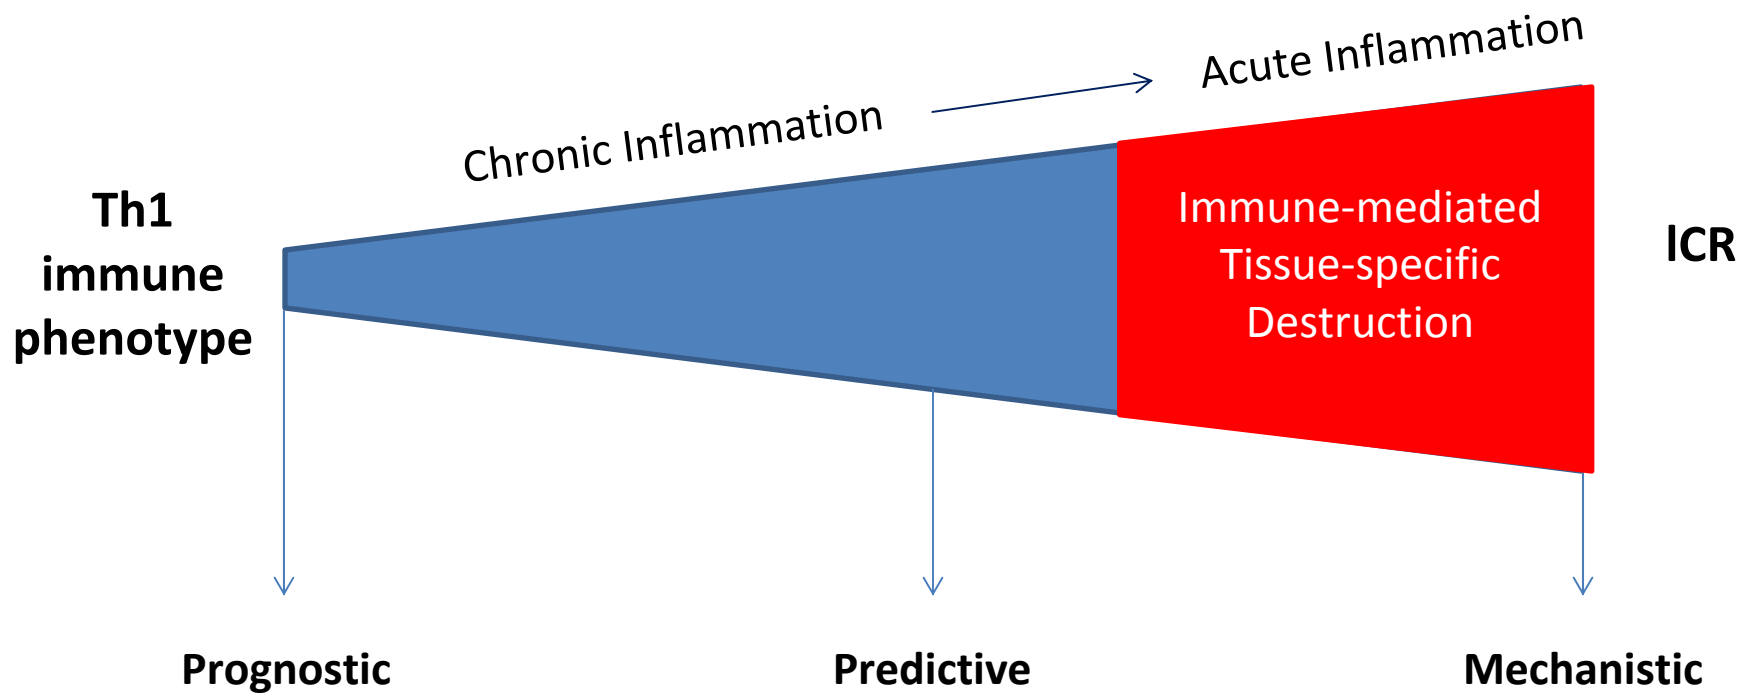 Acute Inflammation
Chronic Inflammation
Th1
immune
phenotype
Immune-mediated
Tissue-specific
Destruction
ICR
Prognostic
Predictive
Mechanistic